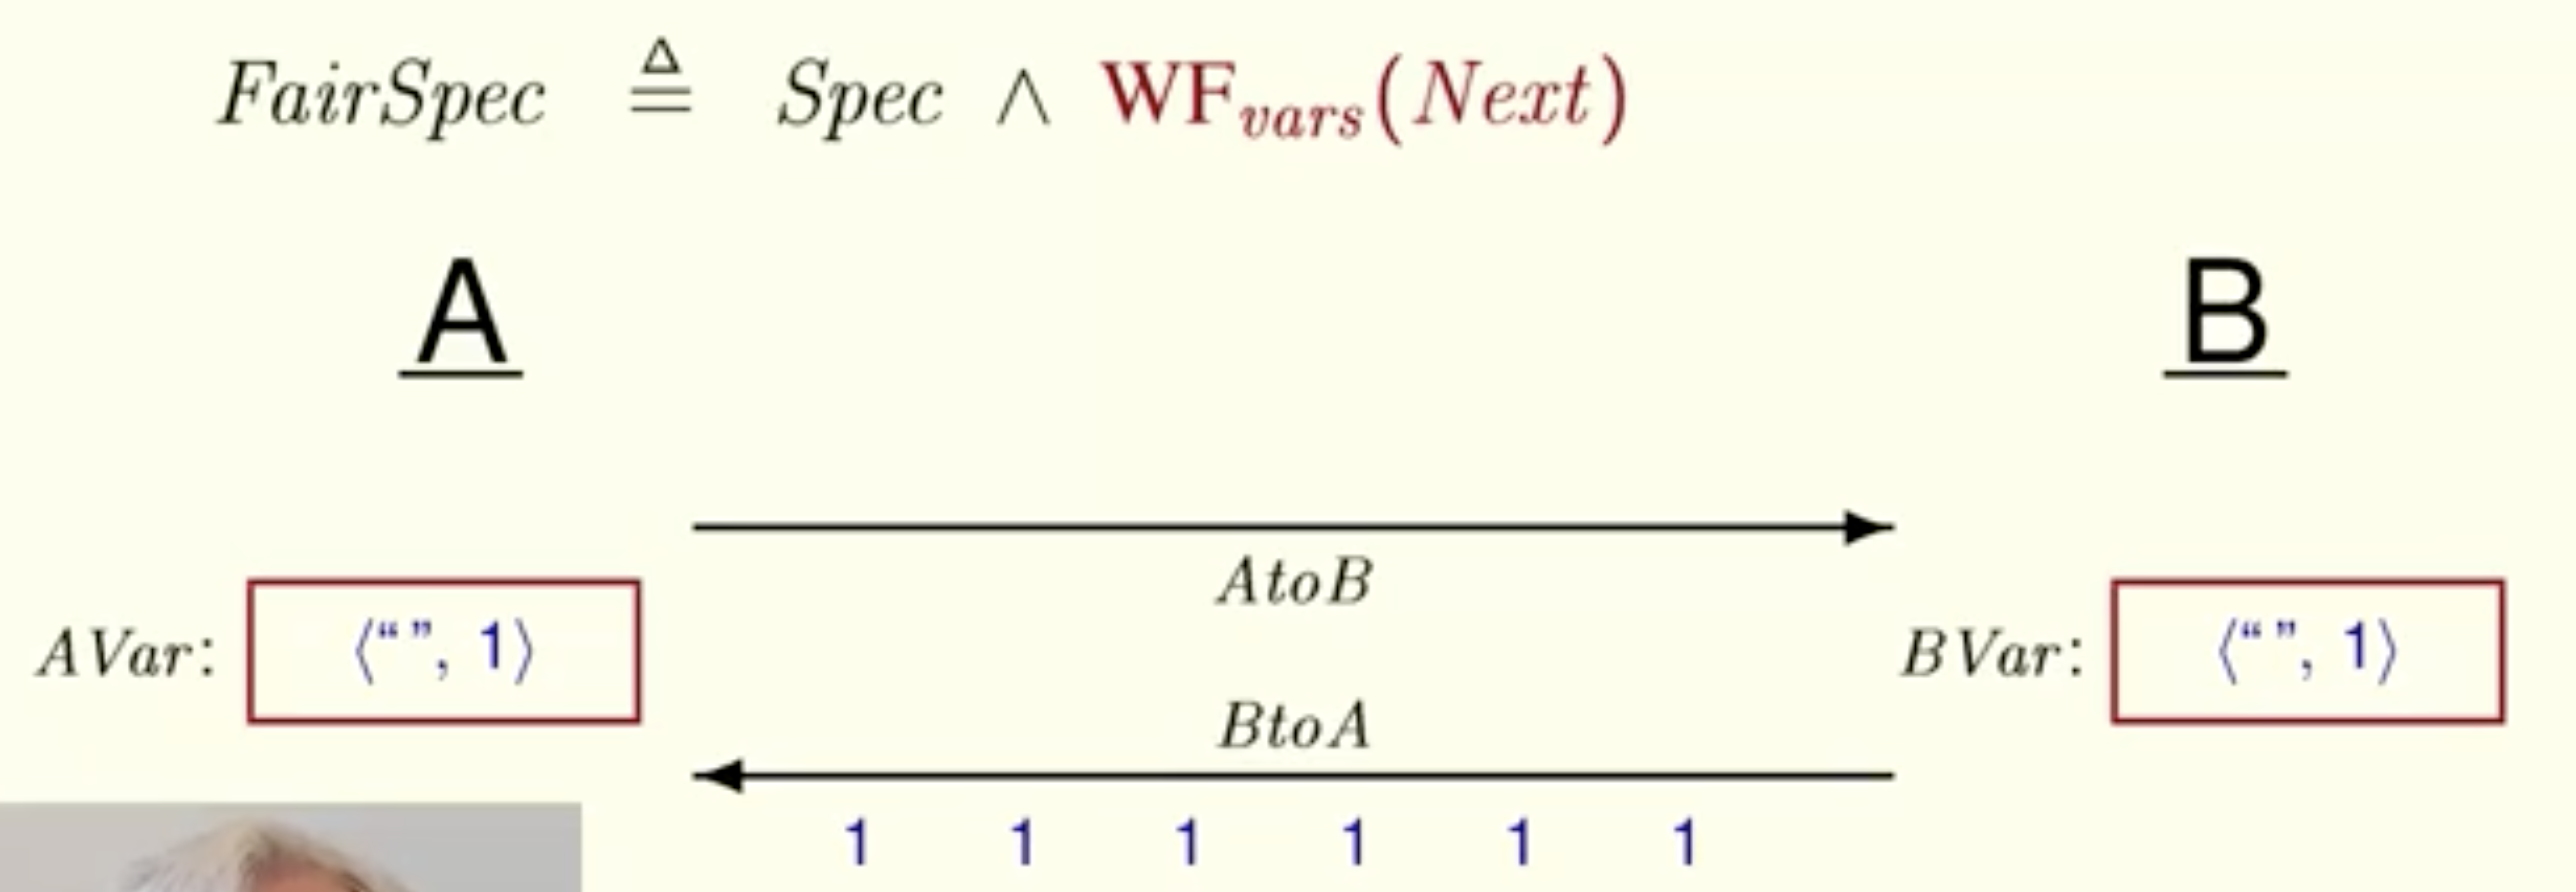 FairSpec ≜ Spec ∧ WF_vars(Next)
A B
AtoB
AVar: ⟨“ ”, 1⟩ BVar: ⟨“ ”, 1⟩
BtoA
1 1 1 1 1 1